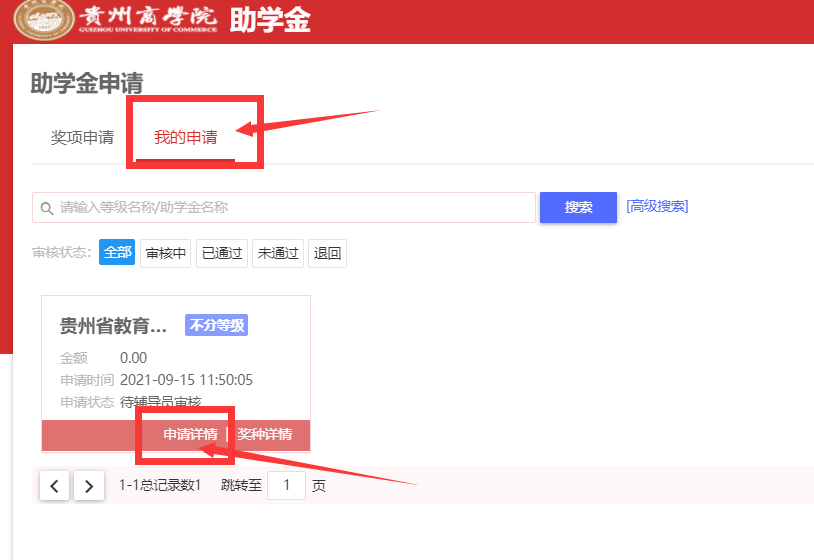 贵州商学院 助学金
GUIZHOU UNIVERSITY OF COMMERCE
助学金申请
奖项申请 我的申请
请输入等级名称/助学金名称 搜索 [高级搜索]
审核状态: 全部 审核中 已通过 未通过 退回
贵州省教育... 不分等级
金额 0.00
申请时间 2021-09-15 11:50:05
申请状态 待辅导员审核
申请详情 | 奖种详情
1-1总记录数1 跳转至 1 页